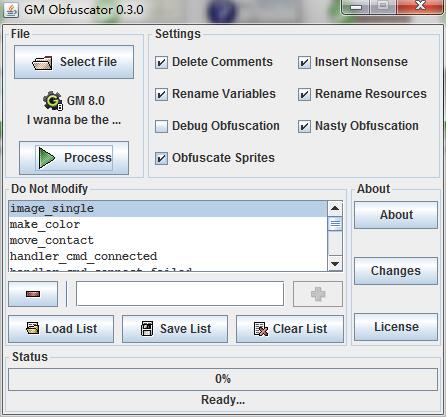 GM Obfuscator 0.3.0
File
Select File
GM 8.0
I wanna be the ...
Process
Settings
Delete Comments
Insert Nonsense
Rename Variables
Rename Resources
Debug Obfuscation
Nasty Obfuscation
Obfuscate Sprites
Do Not Modify
image_single
make_color
move_contact
handler_cmd_connected
handler_cmd_connect_failed
Load List
Save List
Clear List
About
About
Changes
License
Status
0%
Ready...